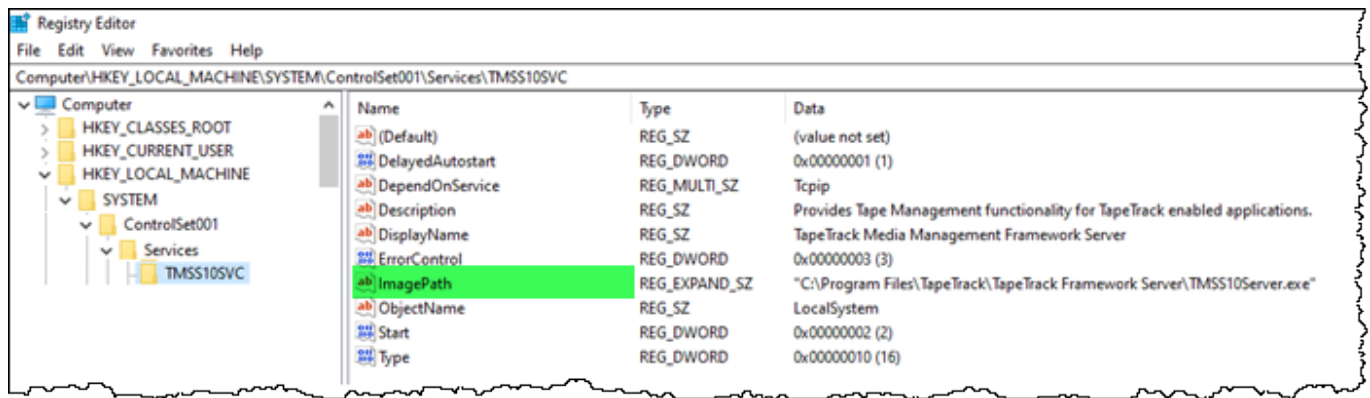 Registry Editor
File Edit View Favorites Help
Computer\HKEY_LOCAL_MACHINE\SYSTEM\ControlSet001\Services\TMSS10SVC
Computer
HKEY_CLASSES_ROOT
HKEY_CURRENT_USER
HKEY_LOCAL_MACHINE
SYSTEM
ControlSet001
Services
TMSS10SVC
Name Type Data
(Default) REG_SZ (value not set)
DelayedAutostart REG_DWORD 0x00000001 (1)
DependOnService REG_MULTI_SZ Tcpip
Description REG_SZ Provides Tape Management functionality for TapeTrack enabled applications.
DisplayName REG_SZ TapeTrack Media Management Framework Server
ErrorControl REG_DWORD 0x00000003 (3)
ImagePath REG_EXPAND_SZ "C:\Program Files\TapeTrack\TapeTrack Framework Server\TMSS10Server.exe"
ObjectName REG_SZ LocalSystem
Start REG_DWORD 0x00000002 (2)
Type REG_DWORD 0x00000010 (16)